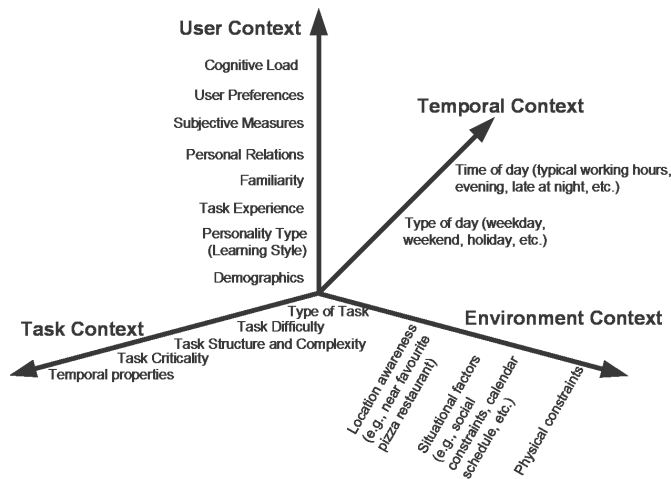 User Context
Cognitive Load
User Preferences
Subjective Measures
Personal Relations
Familiarity
Task Experience
Personality Type
(Learning Style)
Demographics
Temporal Context
Time of day (typical working hours,
evening, late at night, etc.)
Type of day (weekday,
weekend, holiday, etc.)
Task Context
Type of Task
Task Difficulty
Task Structure and Complexity
Task Criticality
Temporal properties
Environment Context
Location awareness
(e.g., near favourite
pizza restaurant)
Situational factors
(e.g., social
constraints, calendar
schedule, etc.)
Physical constraints